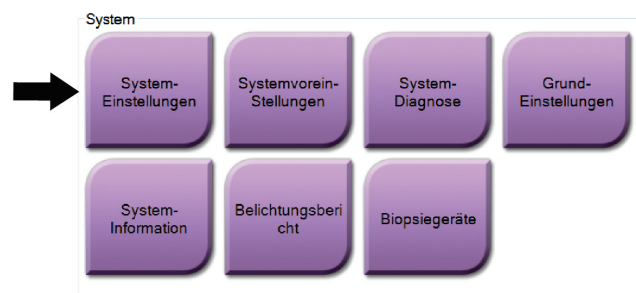 System
System-
Einstellungen
Systemvorein-
Stellungen
System-
Diagnose
Grund-
Einstellungen
System-
Information
Belichtungsberi
cht
Biopsiegeräte